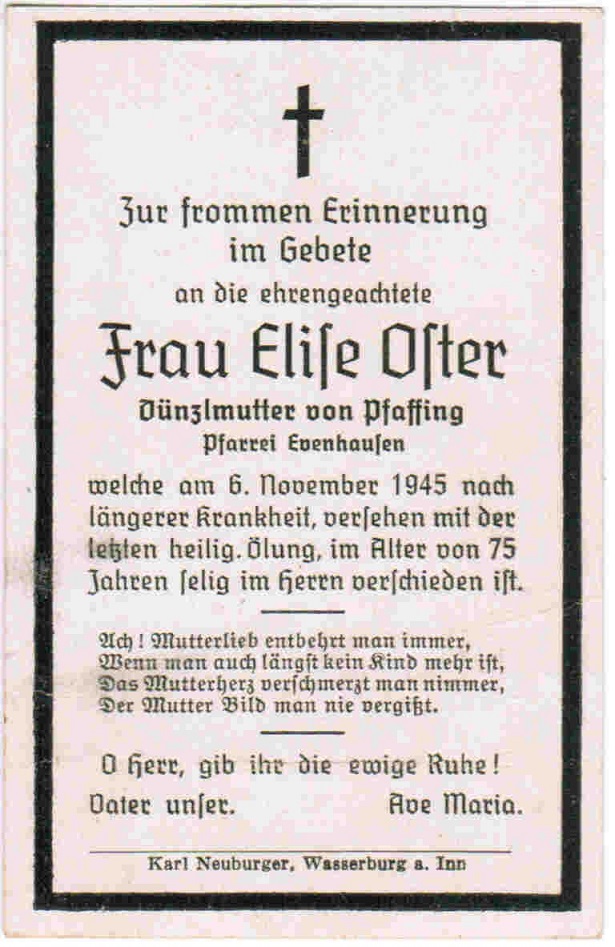 Zur frommen Erinnerung
im Gebete
an die ehrengeachtete
Frau Eliſe Oſter
Dünzlmutter von Pfaffing
Pfarrei Evenhauſen
welche am 6. November 1945 nach
längerer Krankheit, verſehen mit der
letzten heilig. Ölung, im Alter von 75
Jahren ſelig im Herrn verſchieden iſt.
Ach! Mutterlieb entbehrt man immer,
Wenn man auch längſt kein Kind mehr iſt,
Das Mutterherz verſchmerzt man nimmer,
Der Mutter Bild man nie vergißt.
O Herr, gib ihr die ewige Ruhe!
Vater unſer. Ave Maria.
Karl Neuburger, Wasserburg a. Inn